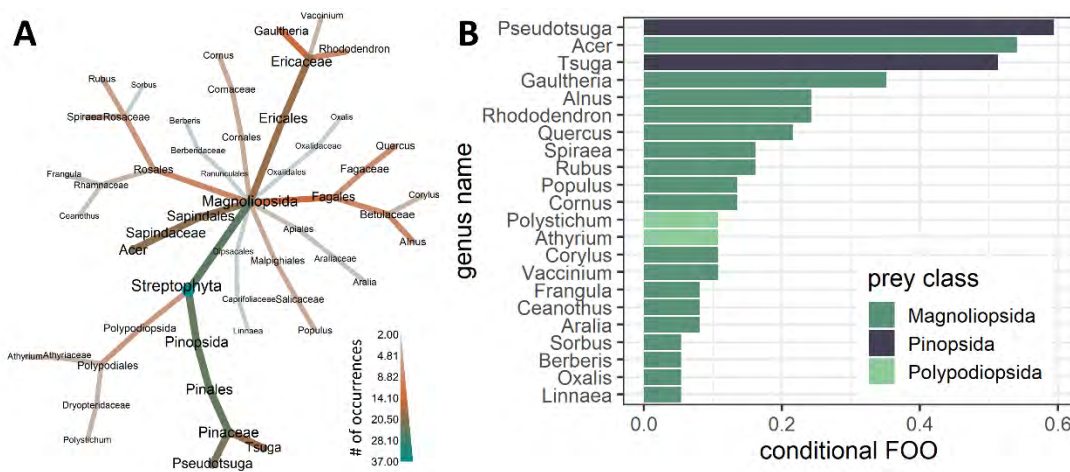 A
Vaccinium
Gaultheria
Rhododendron
Ericaceae
Cornus
Rubus
Sorbus
Cornaceae
Ericales
Spiraea
Rosaceae
Berberis
Oxalis
Cornales
Berberidaceae
Oxalidaceae
Quercus
Frangula
Rosales
Ranunculales
Oxalidales
Fagaceae
Rhamnaceae
Fagales
Corylus
Magnoliopsida
Ceanothus
Sapindales
Betulaceae
Sapindaceae
Apiales
Alnus
Acer
Dipsacales
Malpighiales
Araliaceae
Aralia
Streptophyta
Caprifoliaceae
Salicaceae
Polypodiopsida
Linnaea
Populus
Pinopsida
Athyrium
Athyriaceae
Polypodiales
Pinales
Dryopteridaceae
Pinaceae
Tsuga
Polystichum
Pseudotsuga
# of occurrences
2.00
4.81
8.82
14.10
20.50
28.10
37.00
B
genus name
Pseudotsuga
Acer
Tsuga
Gaultheria
Alnus
Rhododendron
Quercus
Spiraea
Rubus
Populus
Cornus
Polystichum
Athyrium
Corylus
Vaccinium
Frangula
Ceanothus
Aralia
Sorbus
Berberis
Oxalis
Linnaea
prey class
Magnoliopsida
Pinopsida
Polypodiopsida
0.0 0.2 0.4 0.6
conditional FOO